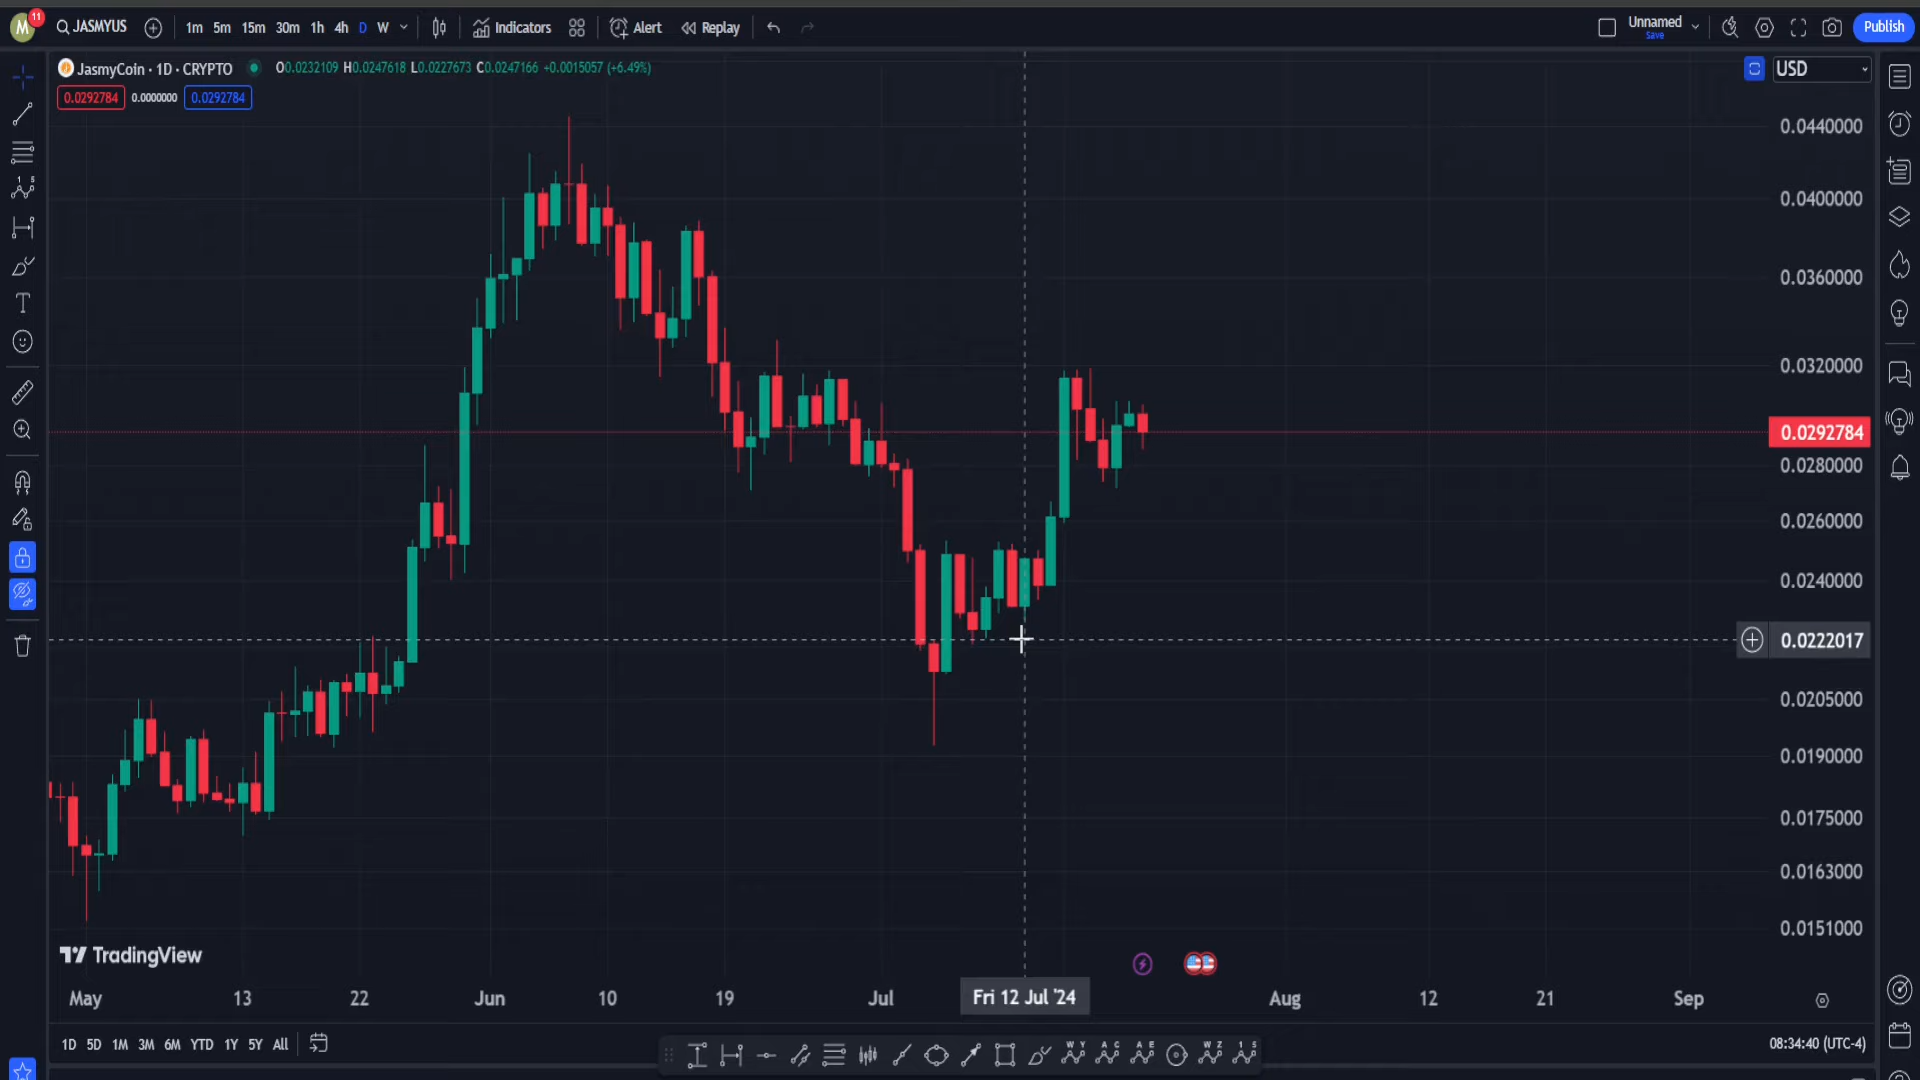 M 11 JASMYUS 1m 5m 15m 30m 1h 4h D W Indicators Alert Replay Unnamed Save Publish
JasmyCoin · 1D · CRYPTO O0.0232109 H0.0247618 L0.0227673 C0.0247166 +0.0015057 (+6.49%) USD
0.0292784 0.0000000 0.0292784
0.0440000
0.0400000
0.0360000
0.0320000
0.0292784
0.0280000
0.0260000
0.0240000
0.0222017
0.0205000
0.0190000
0.0175000
0.0163000
0.0151000
TradingView
May 13 22 Jun 10 19 Jul Fri 12 Jul '24 Aug 12 21 Sep
1D 5D 1M 3M 6M YTD 1Y 5Y All 08:34:40 (UTC-4)